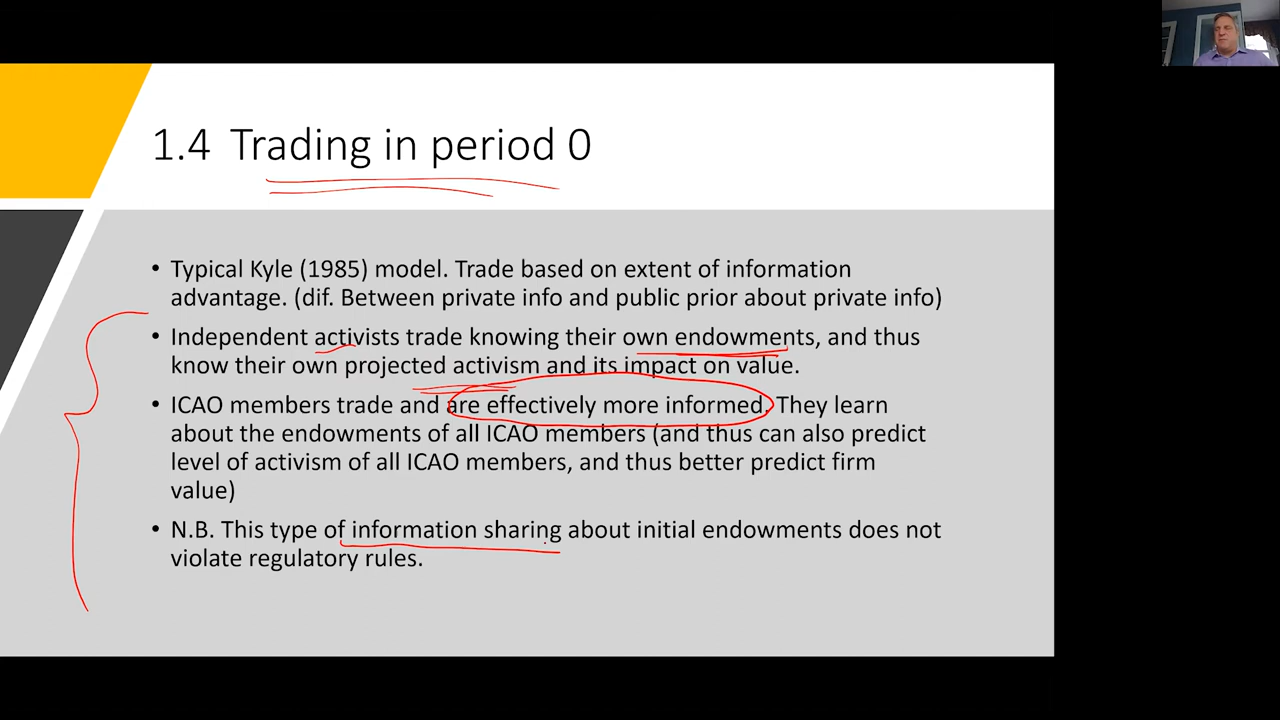 1.4 Trading in period 0
• Typical Kyle (1985) model. Trade based on extent of information
advantage. (dif. Between private info and public prior about private info)
• Independent activists trade knowing their own endowments, and thus
know their own projected activism and its impact on value.
• ICAO members trade and are effectively more informed. They learn
about the endowments of all ICAO members (and thus can also predict
level of activism of all ICAO members, and thus better predict firm
value)
• N.B. This type of information sharing about initial endowments does not
violate regulatory rules.